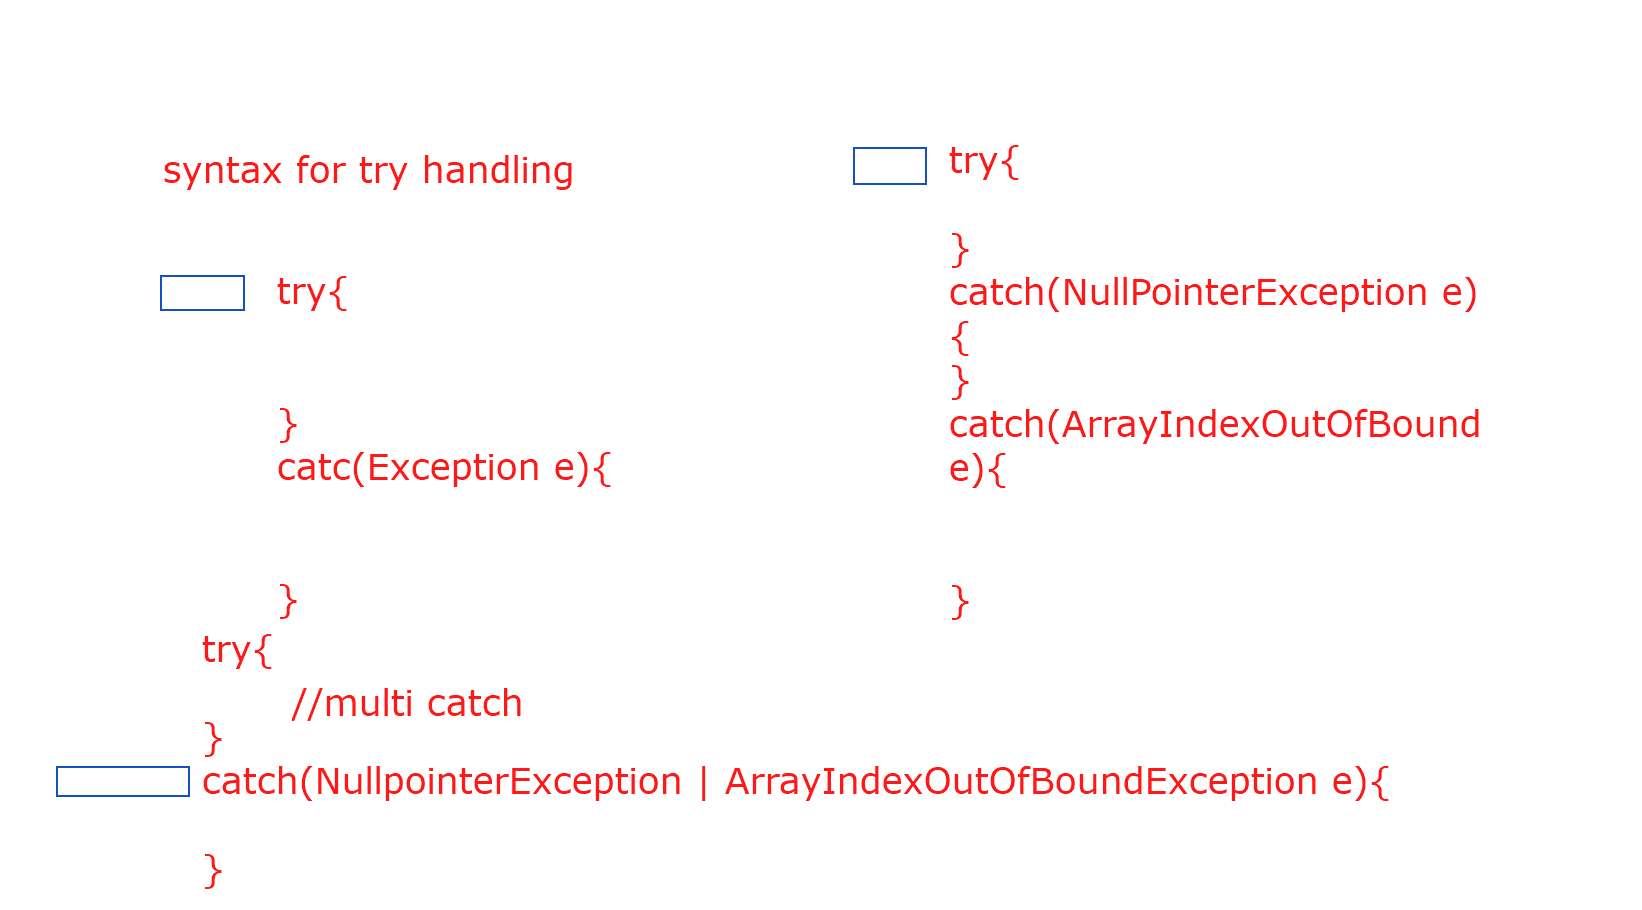 syntax for try handling
try{
}
catc(Exception e){
}
try{
}
catch(NullPointerException e)
{
}
catch(ArrayIndexOutOfBound
e){
}
try{
//multi catch
}
catch(NullpointerException | ArrayIndexOutOfBoundException e){
}